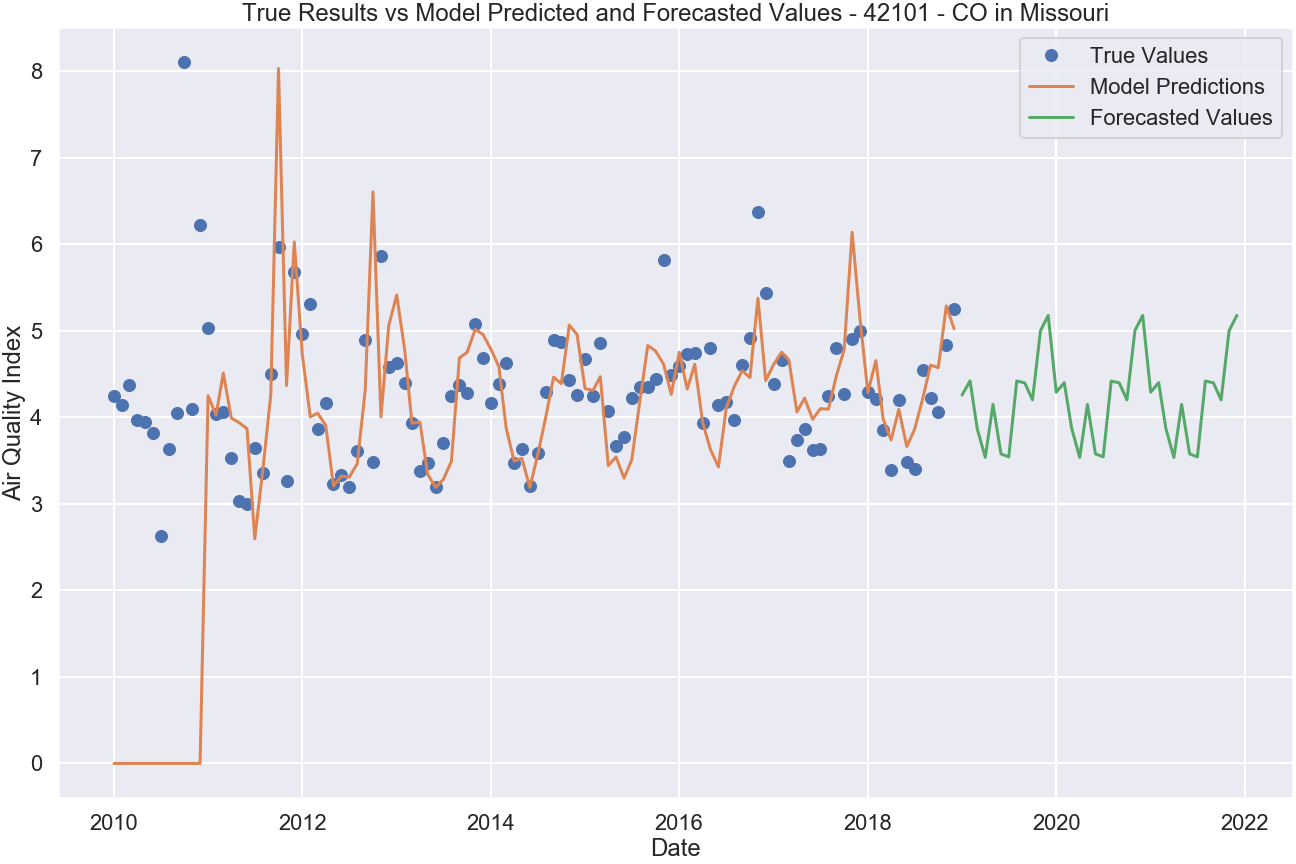 True Results vs Model Predicted and Forecasted Values - 42101 - CO in Missouri
True Values
Model Predictions
Forecasted Values
Air Quality Index
8
7
6
5
4
3
2
1
0
2010 2012 2014 2016 2018 2020 2022
Date